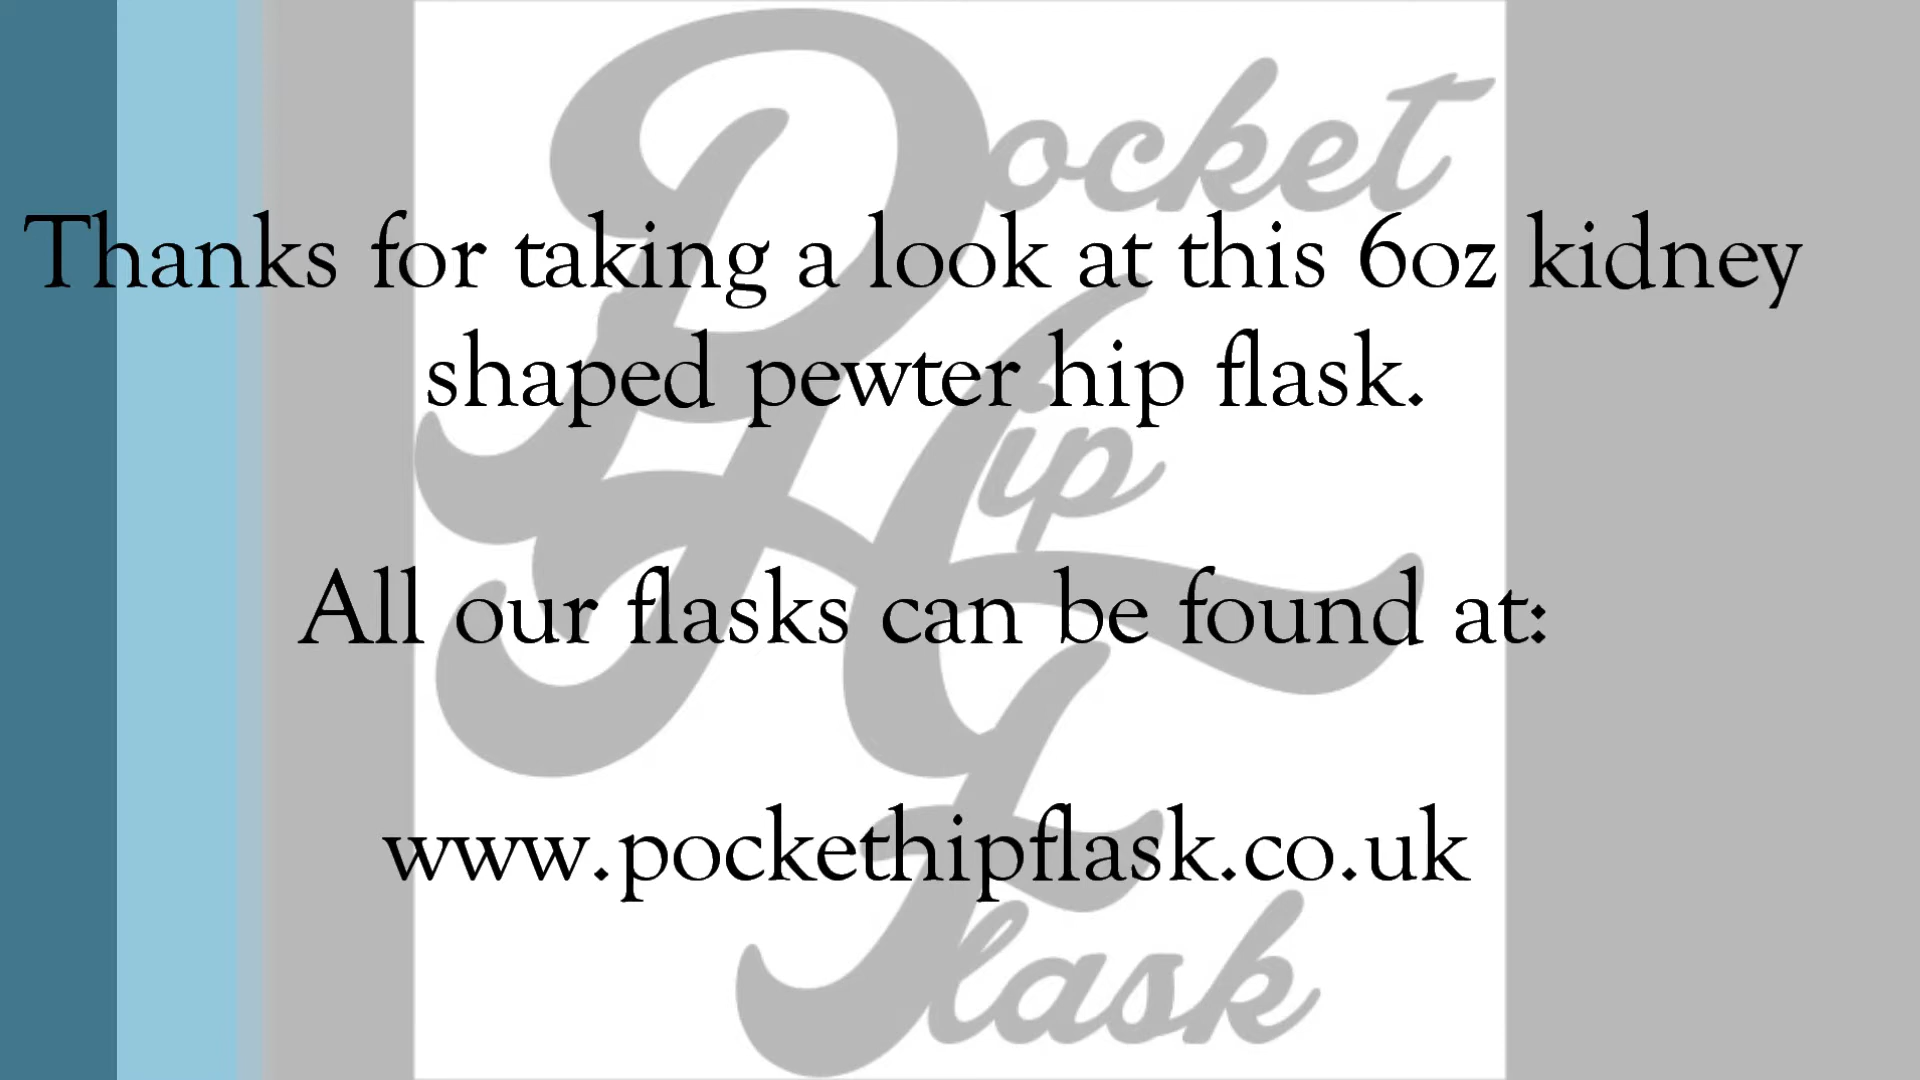 Pocket
Thanks for taking a look at this 6oz kidney
shaped pewter hip flask.
Hip
All our flasks can be found at:
www.pockethipflask.co.uk
Flask